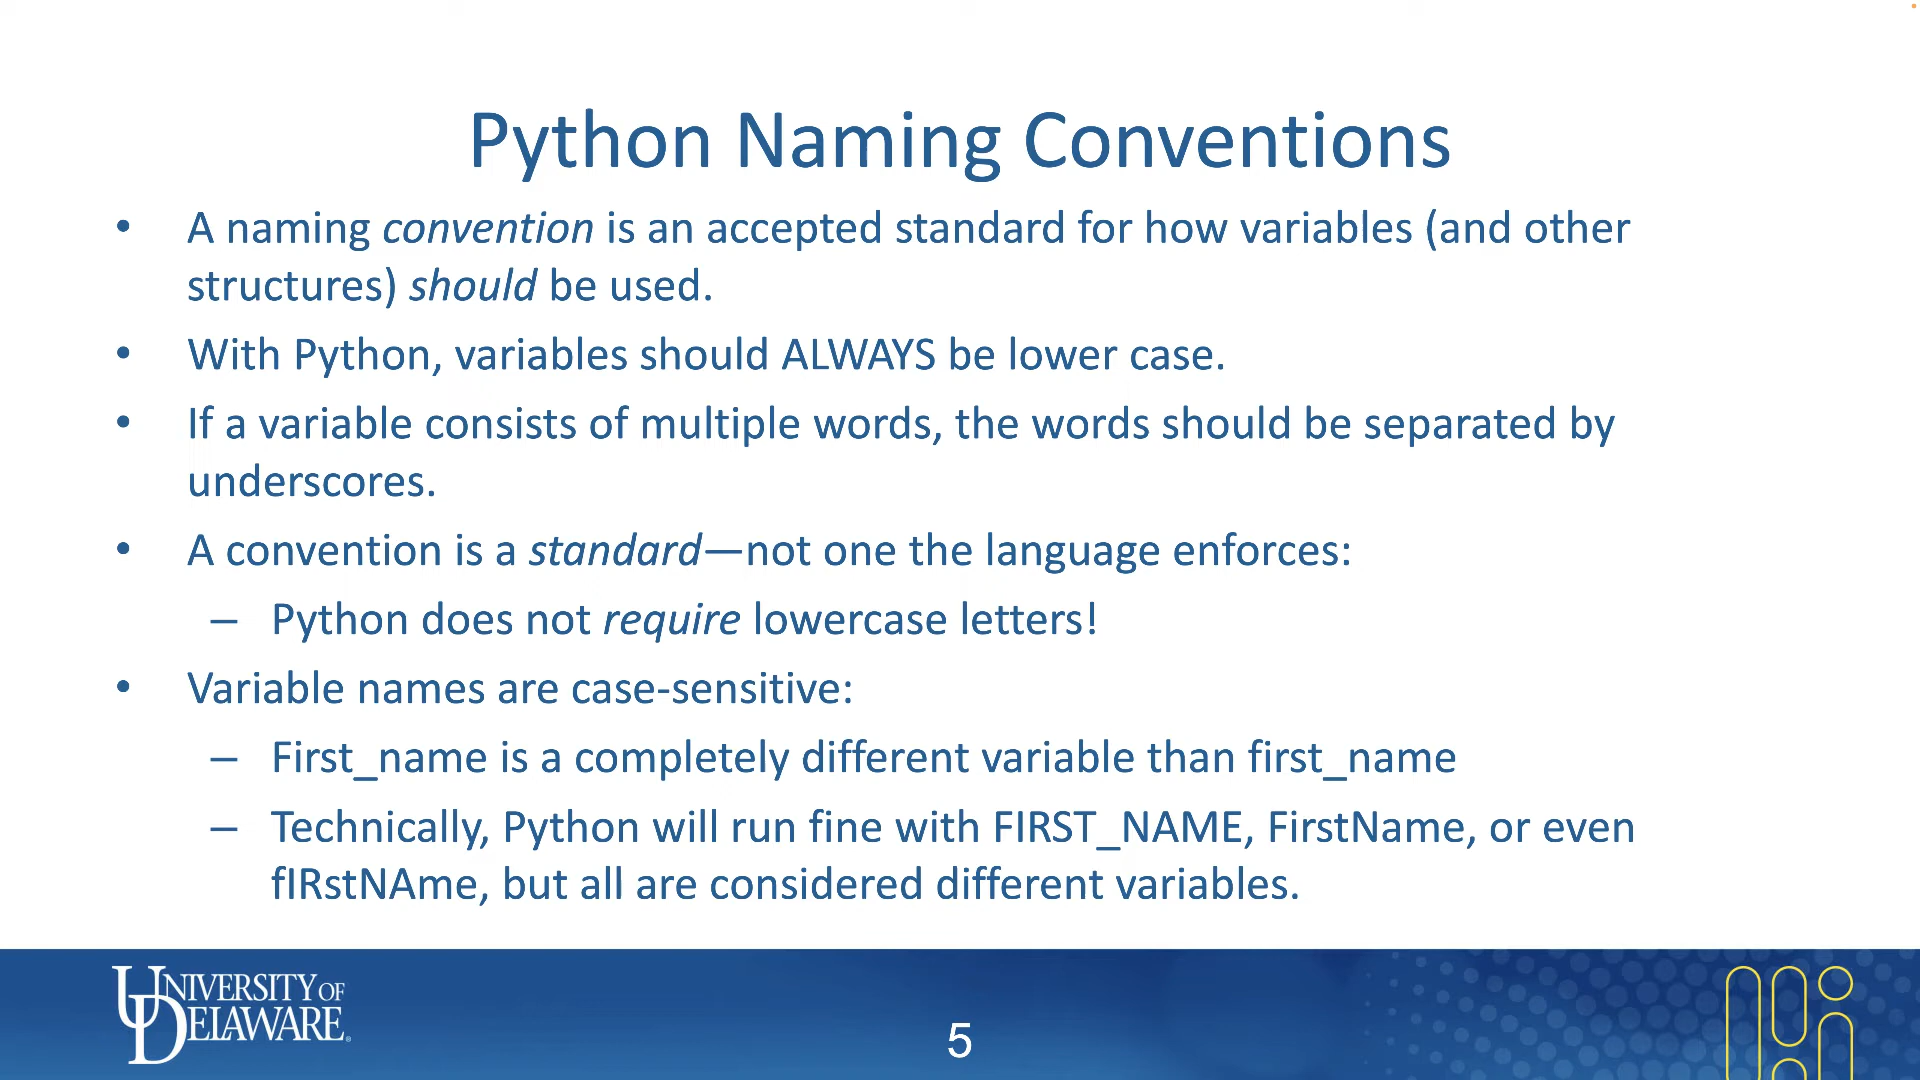 Python Naming Conventions
• A naming convention is an accepted standard for how variables (and other
structures) should be used.
• With Python, variables should ALWAYS be lower case.
• If a variable consists of multiple words, the words should be separated by
underscores.
• A convention is a standard—not one the language enforces:
– Python does not require lowercase letters!
• Variable names are case-sensitive:
– First_name is a completely different variable than first_name
– Technically, Python will run fine with FIRST_NAME, FirstName, or even
fIRstNAme, but all are considered different variables.
UNIVERSITY OF
DELAWARE®
5